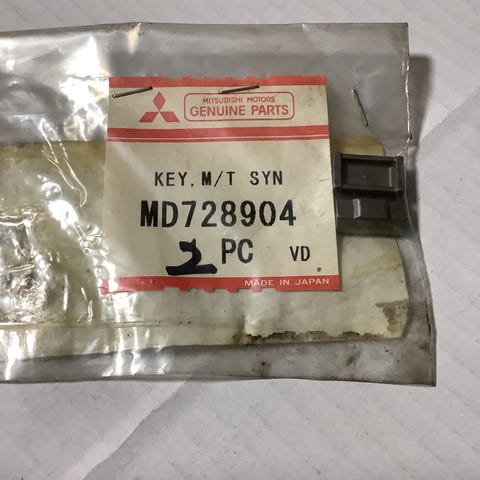 MITSUBISHI MOTORS
GENUINE PARTS
KEY, M/T SYN
MD728904
2 PC VD
MADE IN JAPAN